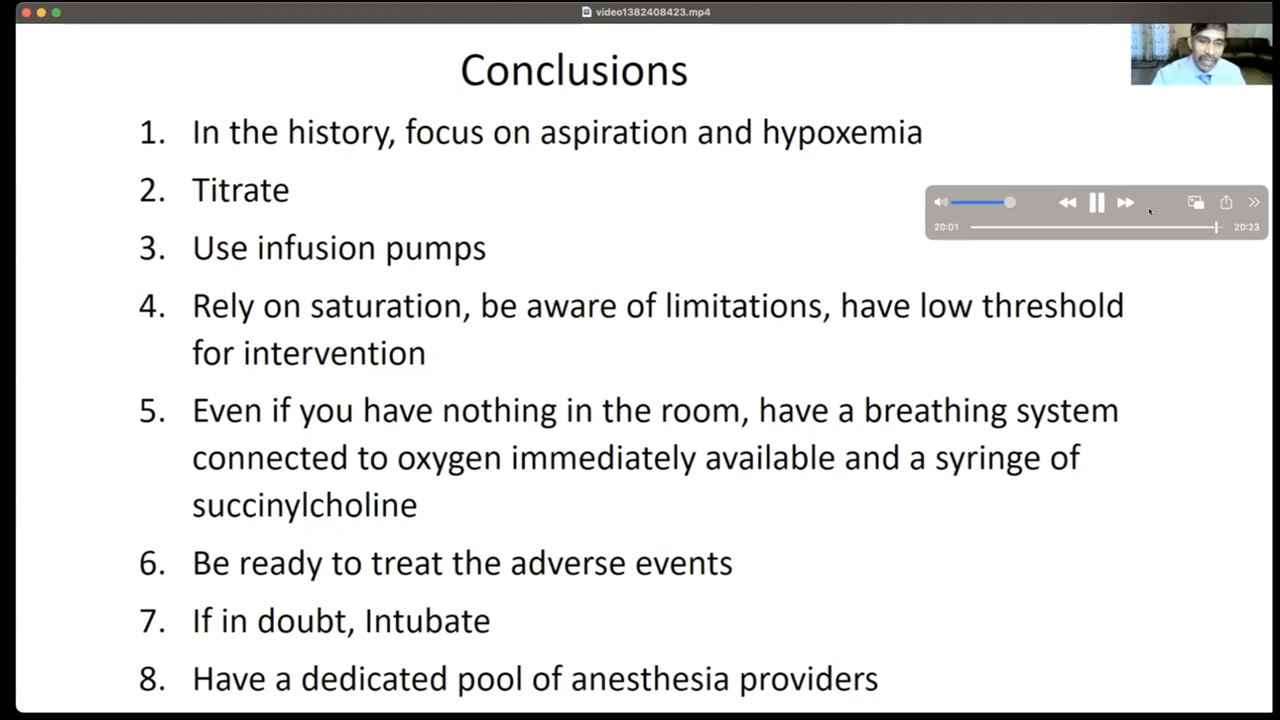 video1382408423.mp4
Conclusions
1. In the history, focus on aspiration and hypoxemia
2. Titrate
3. Use infusion pumps
4. Rely on saturation, be aware of limitations, have low threshold
for intervention
5. Even if you have nothing in the room, have a breathing system
connected to oxygen immediately available and a syringe of
succinylcholine
6. Be ready to treat the adverse events
7. If in doubt, Intubate
8. Have a dedicated pool of anesthesia providers
20:01
20:23